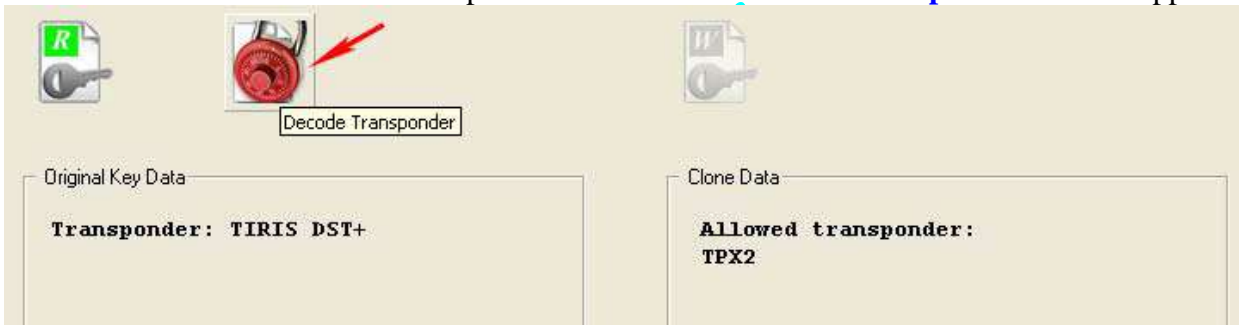 R
W
Decode Transponder
Original Key Data
Clone Data
Transponder: TIRIS DST+
Allowed transponder:
TPX2